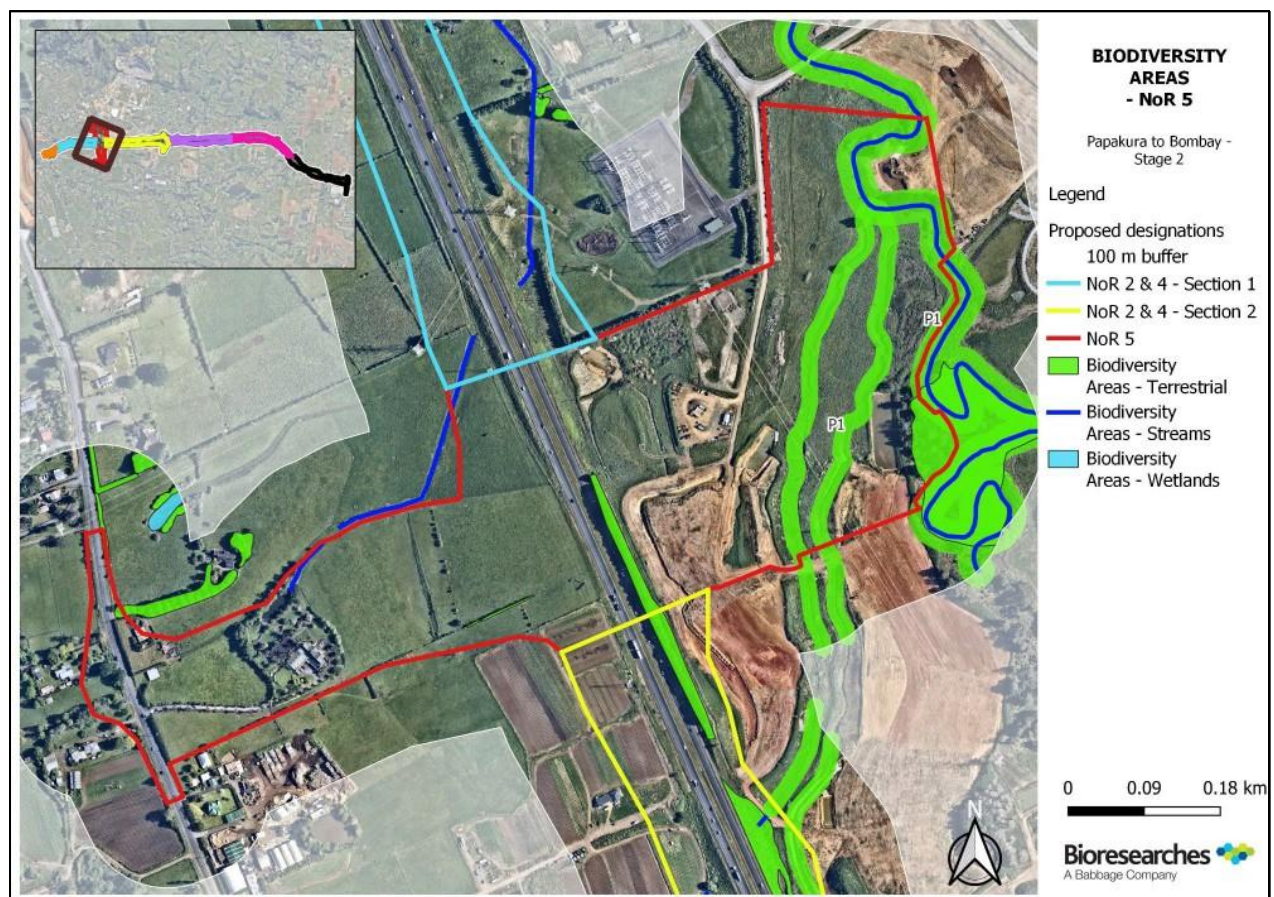 BIODIVERSITY
AREAS
- NoR 5
Papakura to Bombay -
Stage 2
Legend
Proposed designations
100 m buffer
NoR 2 & 4 - Section 1
NoR 2 & 4 - Section 2
NoR 5
Biodiversity
Areas - Terrestrial
Biodiversity
Areas - Streams
Biodiversity
Areas - Wetlands
P1
P1
N
0 0.09 0.18 km
Bioresearches
A Babbage Company